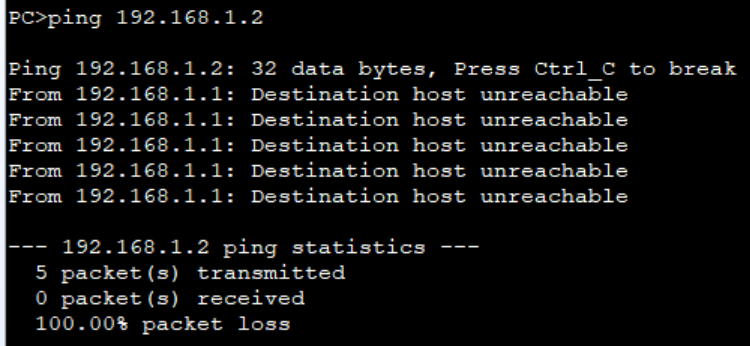 PC>ping 192.168.1.2
Ping 192.168.1.2: 32 data bytes, Press Ctrl_C to break
From 192.168.1.1: Destination host unreachable
From 192.168.1.1: Destination host unreachable
From 192.168.1.1: Destination host unreachable
From 192.168.1.1: Destination host unreachable
From 192.168.1.1: Destination host unreachable
--- 192.168.1.2 ping statistics ---
5 packet(s) transmitted
0 packet(s) received
100.00% packet loss